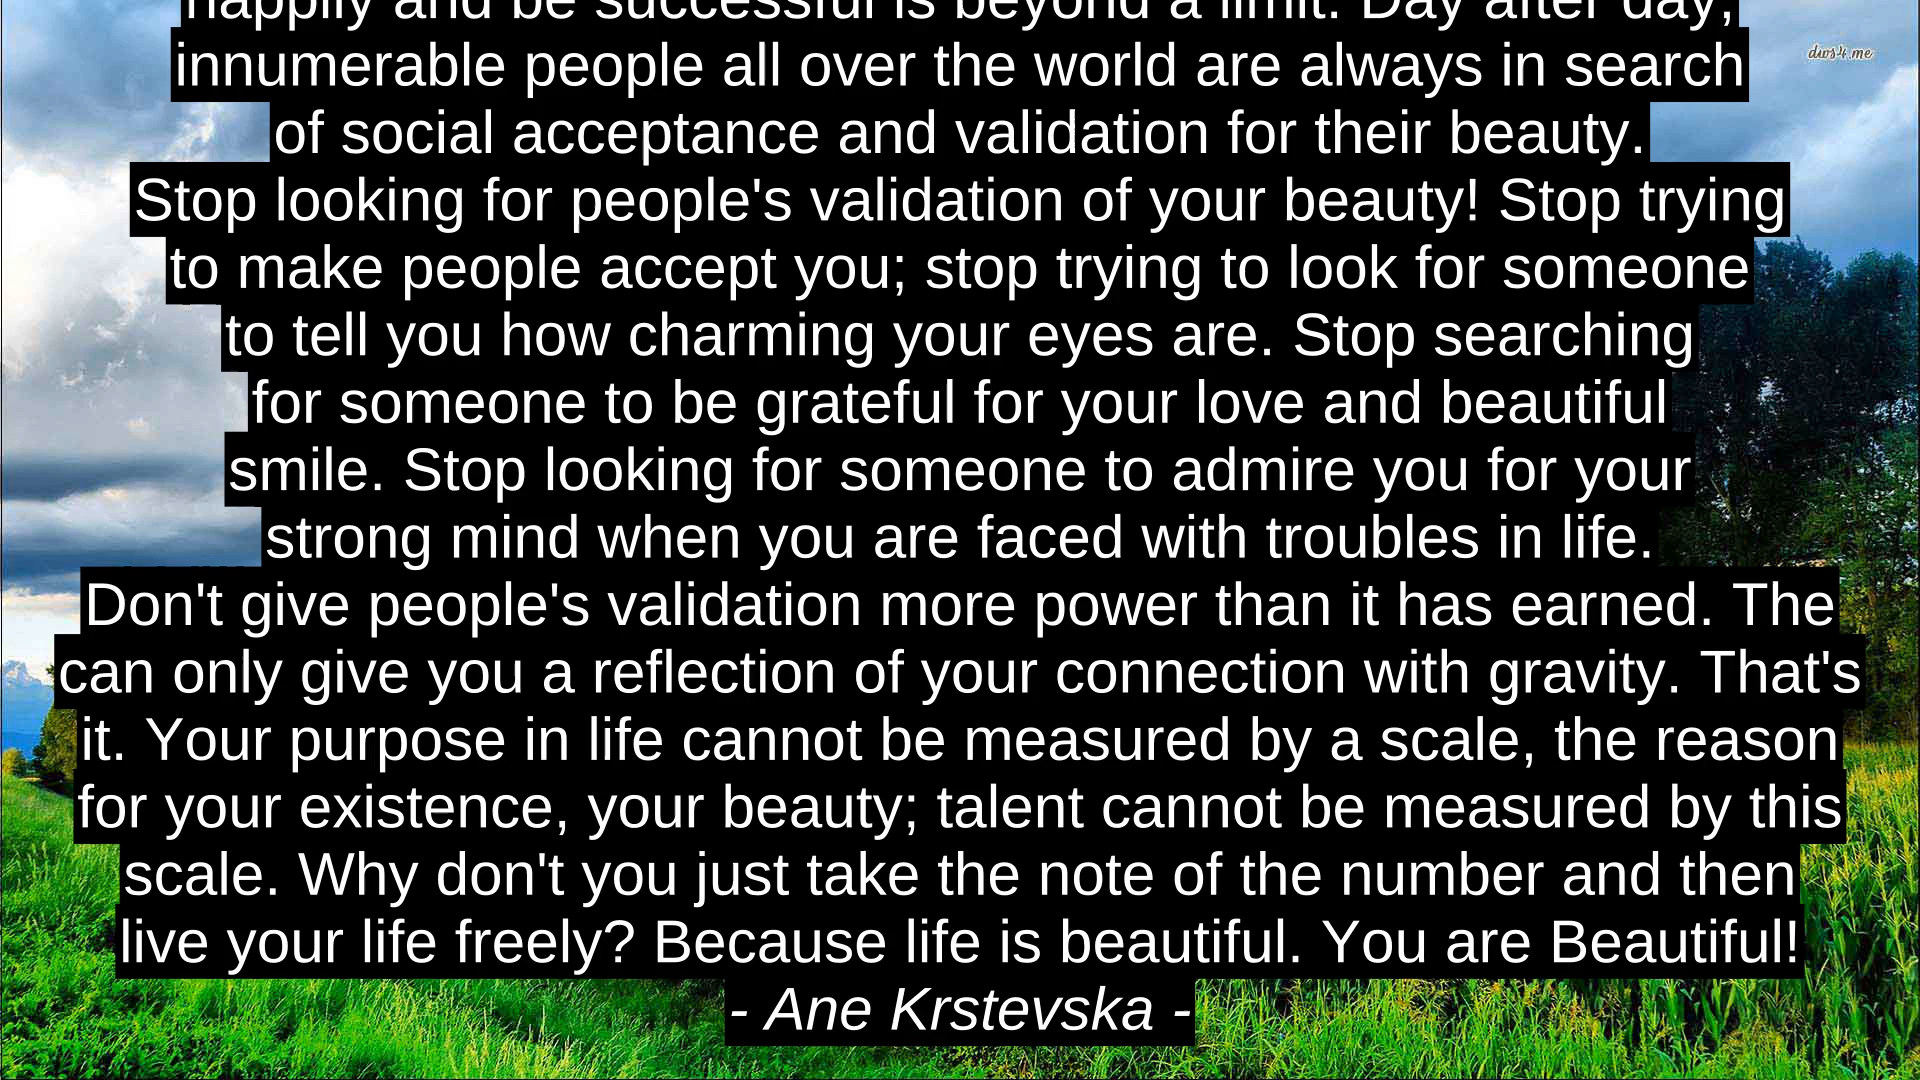 happily and be successful is beyond a limit. Day after day,
innumerable people all over the world are always in search
of social acceptance and validation for their beauty.
Stop looking for people's validation of your beauty! Stop trying
to make people accept you; stop trying to look for someone
to tell you how charming your eyes are. Stop searching
for someone to be grateful for your love and beautiful
smile. Stop looking for someone to admire you for your
strong mind when you are faced with troubles in life.
Don't give people's validation more power than it has earned. The
can only give you a reflection of your connection with gravity. That's
it. Your purpose in life cannot be measured by a scale, the reason
for your existence, your beauty; talent cannot be measured by this
scale. Why don't you just take the note of the number and then
live your life freely? Because life is beautiful. You are Beautiful!
- Ane Krstevska -
dws4.me